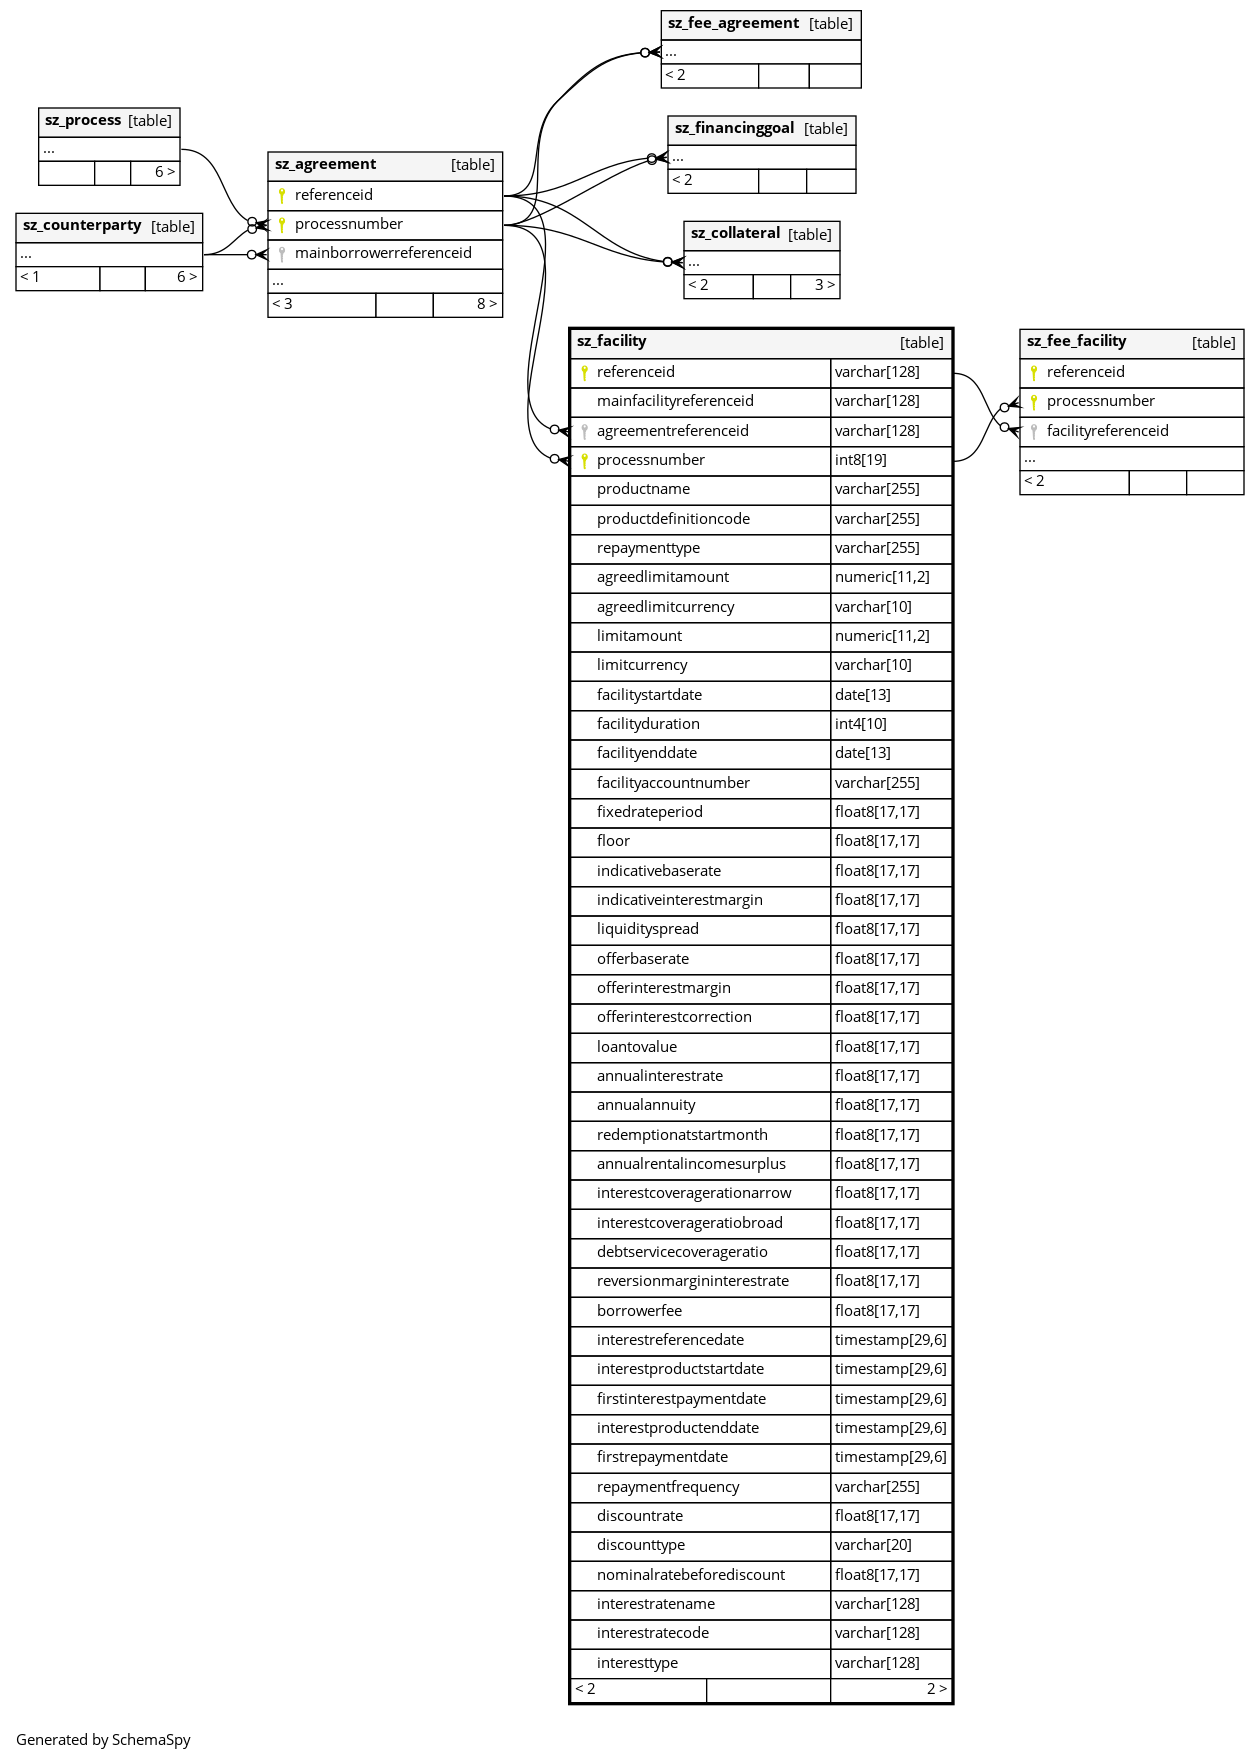 sz_fee_agreement [table]
...
< 2
sz_process [table]
...
6 >
sz_financinggoal [table]
...
< 2
sz_agreement [table]
referenceid
processnumber
mainborrowerreferenceid
...
< 3 8 >
sz_counterparty [table]
...
< 1 6 >
sz_collateral [table]
...
< 2 3 >
sz_facility [table]
referenceid varchar[128]
mainfacilityreferenceid varchar[128]
agreementreferenceid varchar[128]
processnumber int8[19]
productname varchar[255]
productdefinitioncode varchar[255]
repaymenttype varchar[255]
agreedlimitamount numeric[11,2]
agreedlimitcurrency varchar[10]
limitamount numeric[11,2]
limitcurrency varchar[10]
facilitystartdate date[13]
facilityduration int4[10]
facilityenddate date[13]
facilityaccountnumber varchar[255]
fixedrateperiod float8[17,17]
floor float8[17,17]
indicativebaserate float8[17,17]
indicativeinterestmargin float8[17,17]
liquidityspread float8[17,17]
offerbaserate float8[17,17]
offerinterestmargin float8[17,17]
offerinterestcorrection float8[17,17]
loantovalue float8[17,17]
annualinterestrate float8[17,17]
annualannuity float8[17,17]
redemptionatstartmonth float8[17,17]
annualrentalincomesurplus float8[17,17]
interestcoveragerationarrow float8[17,17]
interestcoverageratiobroad float8[17,17]
debtservicecoverageratio float8[17,17]
reversionmargininterestrate float8[17,17]
borrowerfee float8[17,17]
interestreferencedate timestamp[29,6]
interestproductstartdate timestamp[29,6]
firstinterestpaymentdate timestamp[29,6]
interestproductenddate timestamp[29,6]
firstrepaymentdate timestamp[29,6]
repaymentfrequency varchar[255]
discountrate float8[17,17]
discounttype varchar[20]
nominalratebeforediscount float8[17,17]
interestratename varchar[128]
interestratecode varchar[128]
interesttype varchar[128]
< 2 2 >
sz_fee_facility [table]
referenceid
processnumber
facilityreferenceid
...
< 2
Generated by SchemaSpy